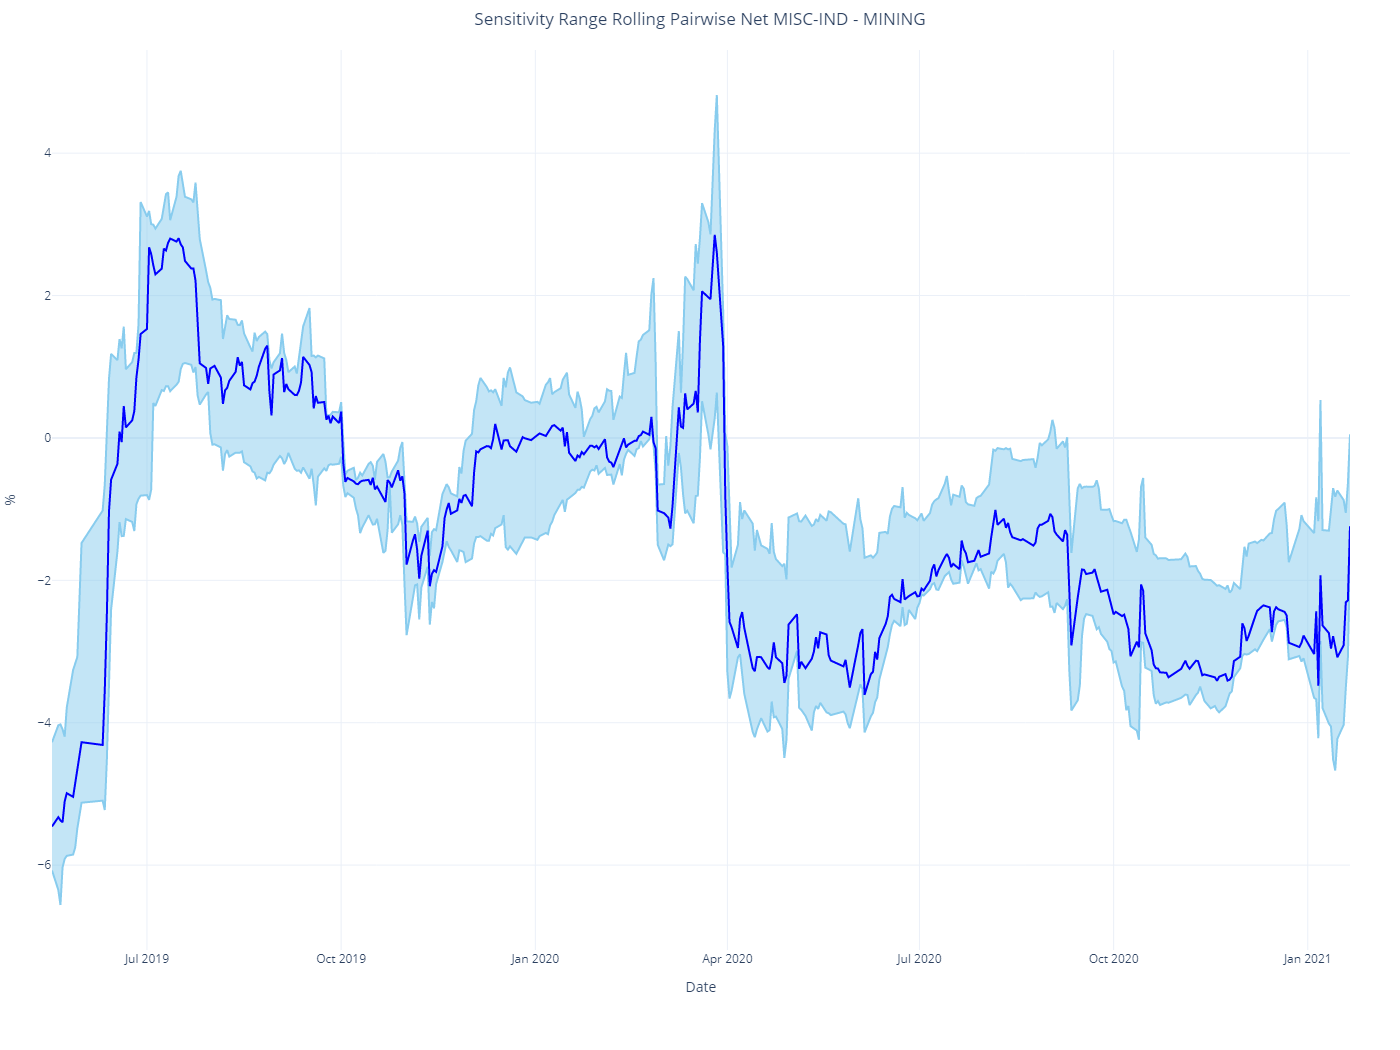 Sensitivity Range Rolling Pairwise Net MISC-IND - MINING
4
2
0
−2
−4
−6
%
Jul 2019
Oct 2019
Jan 2020
Apr 2020
Jul 2020
Oct 2020
Jan 2021
Date